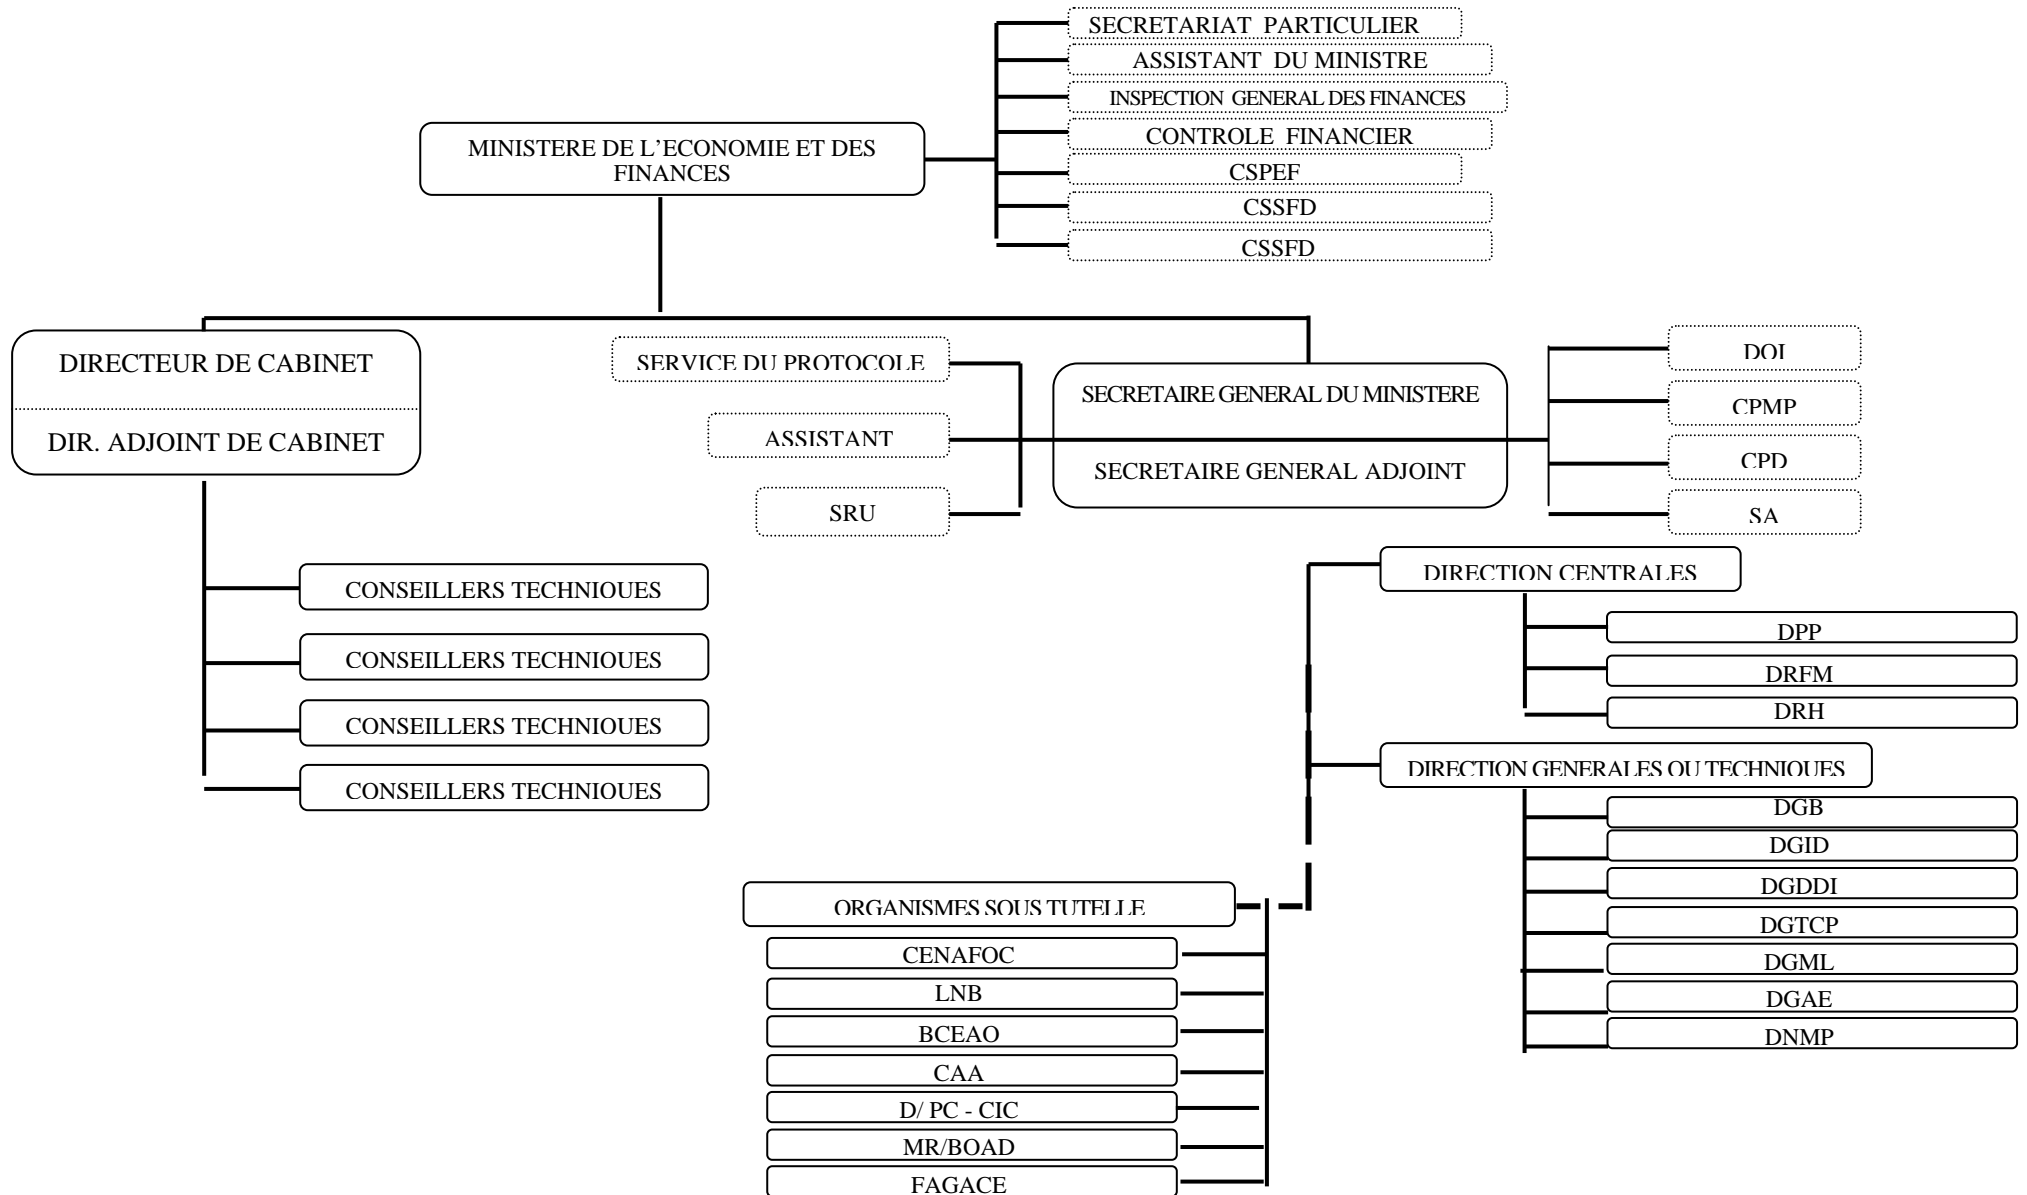 SECRETARIAT PARTICULIER
ASSISTANT DU MINISTRE
INSPECTION GENERAL DES FINANCES
CONTROLE FINANCIER
CSPEF
CSSFD
CSSFD
MINISTERE DE L'ECONOMIE ET DES
FINANCES
DIRECTEUR DE CABINET
DIR. ADJOINT DE CABINET
SERVICE DU PROTOCOLE
ASSISTANT
SRU
SECRETAIRE GENERAL DU MINISTERE
SECRETAIRE GENERAL ADJOINT
DOI
CPMP
CPD
SA
CONSEILLERS TECHNIQUES
CONSEILLERS TECHNIQUES
CONSEILLERS TECHNIQUES
CONSEILLERS TECHNIQUES
DIRECTION CENTRALES
DPP
DRFM
DRH
DIRECTION GENERALES OU TECHNIQUES
DGB
DGID
DGDDI
DGTCP
DGML
DGAE
DNMP
ORGANISMES SOUS TUTELLE
CENAFOC
LNB
BCEAO
CAA
D/ PC - CIC
MR/BOAD
FAGACE